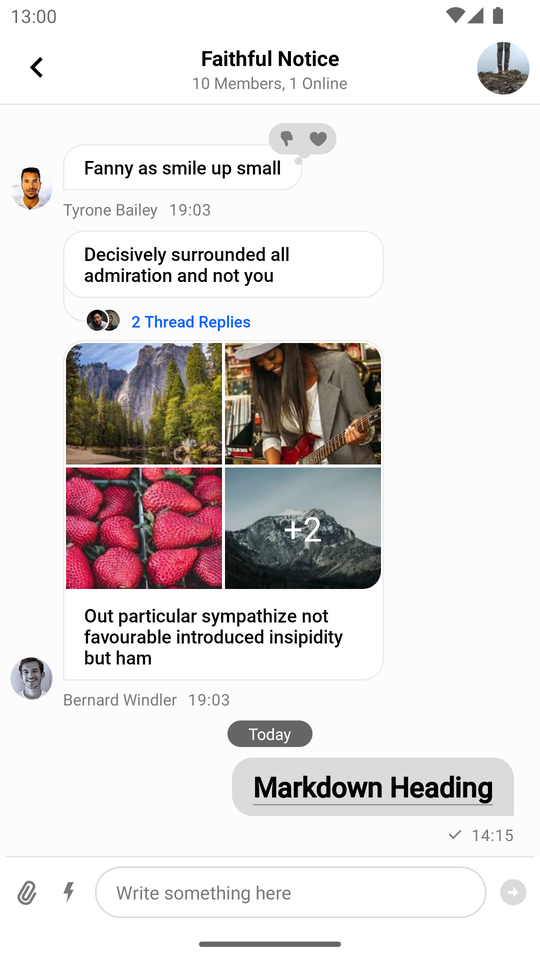 13:00
Faithful Notice
10 Members, 1 Online
Fanny as smile up small
Tyrone Bailey 19:03
Decisively surrounded all
admiration and not you
2 Thread Replies
+2
Out particular sympathize not
favourable introduced insipidity
but ham
Bernard Windler 19:03
Today
Markdown Heading
14:15
Write something here